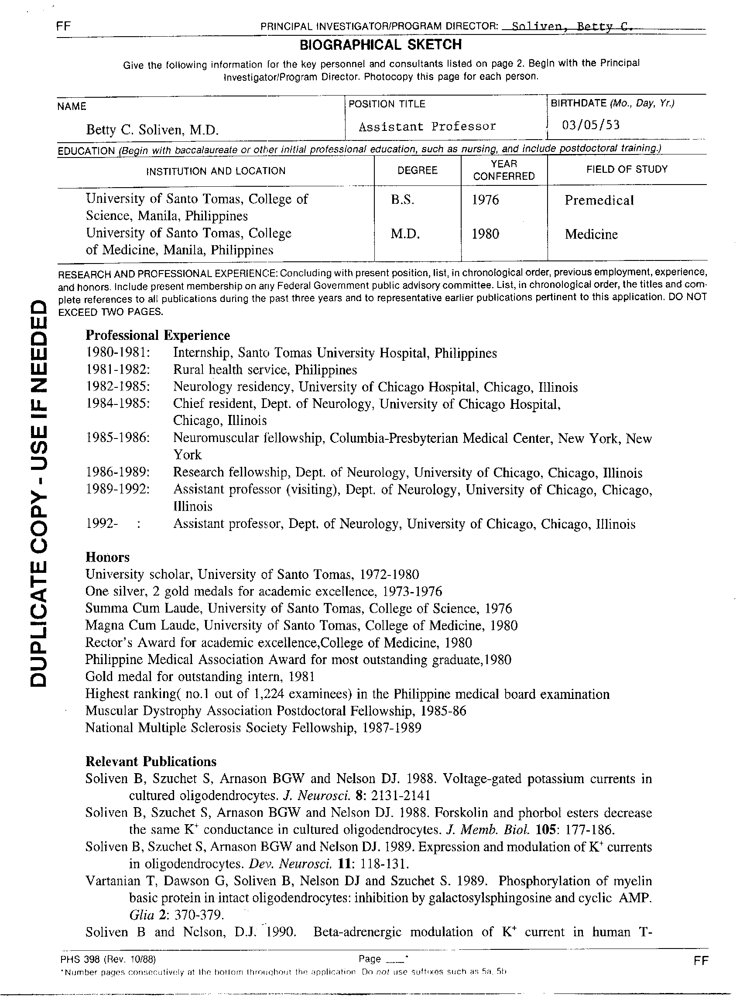 FF PRINCIPAL INVESTIGATOR/PROGRAM DIRECTOR: Soliven, Betty C.
BIOGRAPHICAL SKETCH
Give the following information for the key personnel and consultants listed on page 2. Begin with the Principal
Investigator/Program Director. Photocopy this page for each person.
NAME POSITION TITLE BIRTHDATE (Mo., Day, Yr.)
Betty C. Soliven, M.D. Assistant Professor 03/05/53
EDUCATION (Begin with baccalaureate or other initial professional education, such as nursing, and include postdoctoral training.)
INSTITUTION AND LOCATION DEGREE YEAR CONFERRED FIELD OF STUDY
University of Santo Tomas, College of B.S. 1976 Premedical
Science, Manila, Philippines
University of Santo Tomas, College M.D. 1980 Medicine
of Medicine, Manila, Philippines
RESEARCH AND PROFESSIONAL EXPERIENCE: Concluding with present position, list, in chronological order, previous employment, experience,
and honors. Include present membership on any Federal Government public advisory committee. List, in chronological order, the titles and com-
plete references to all publications during the past three years and to representative earlier publications pertinent to this application. DO NOT
EXCEED TWO PAGES.
DUPLICATE COPY - USE IF NEEDED
Professional Experience
1980-1981: Internship, Santo Tomas University Hospital, Philippines
1981-1982: Rural health service, Philippines
1982-1985: Neurology residency, University of Chicago Hospital, Chicago, Illinois
1984-1985: Chief resident, Dept. of Neurology, University of Chicago Hospital,
Chicago, Illinois
1985-1986: Neuromuscular fellowship, Columbia-Presbyterian Medical Center, New York, New
York
1986-1989: Research fellowship, Dept. of Neurology, University of Chicago, Chicago, Illinois
1989-1992: Assistant professor (visiting), Dept. of Neurology, University of Chicago, Chicago,
Illinois
1992- : Assistant professor, Dept. of Neurology, University of Chicago, Chicago, Illinois
Honors
University scholar, University of Santo Tomas, 1972-1980
One silver, 2 gold medals for academic excellence, 1973-1976
Summa Cum Laude, University of Santo Tomas, College of Science, 1976
Magna Cum Laude, University of Santo Tomas, College of Medicine, 1980
Rector's Award for academic excellence,College of Medicine, 1980
Philippine Medical Association Award for most outstanding graduate,1980
Gold medal for outstanding intern, 1981
Highest ranking( no.1 out of 1,224 examinees) in the Philippine medical board examination
Muscular Dystrophy Association Postdoctoral Fellowship, 1985-86
National Multiple Sclerosis Society Fellowship, 1987-1989
Relevant Publications
Soliven B, Szuchet S, Arnason BGW and Nelson DJ. 1988. Voltage-gated potassium currents in
cultured oligodendrocytes. J. Neurosci. 8: 2131-2141
Soliven B, Szuchet S, Arnason BGW and Nelson DJ. 1988. Forskolin and phorbol esters decrease
the same K⁺ conductance in cultured oligodendrocytes. J. Memb. Biol. 105: 177-186.
Soliven B, Szuchet S, Arnason BGW and Nelson DJ. 1989. Expression and modulation of K⁺ currents
in oligodendrocytes. Dev. Neurosci. 11: 118-131.
Vartanian T, Dawson G, Soliven B, Nelson DJ and Szuchet S. 1989. Phosphorylation of myelin
basic protein in intact oligodendrocytes: inhibition by galactosylsphingosine and cyclic AMP.
Glia 2: 370-379.
Soliven B and Nelson, D.J. 1990. Beta-adrenergic modulation of K⁺ current in human T-
PHS 398 (Rev. 10/88) Page ___* FF
*Number pages consecutively at the bottom throughout the application. Do not use suffixes such as 5a, 5b